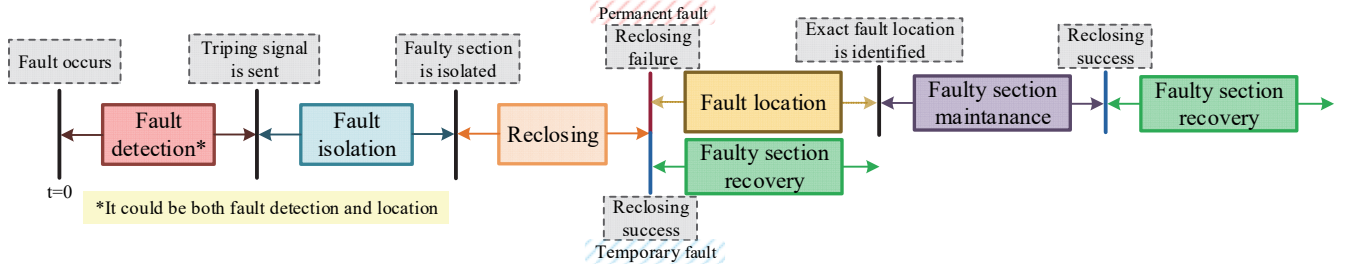 Permanent fault
Fault occurs
Triping signal
is sent
Faulty section
is isolated
Reclosing
failure
Exact fault location
is identified
Reclosing
success
Fault
detection*
Fault
isolation
Reclosing
Fault location
Faulty section
maintanance
Faulty section
recovery
Faulty section
recovery
t=0
*It could be both fault detection and location
Reclosing
success
Temporary fault